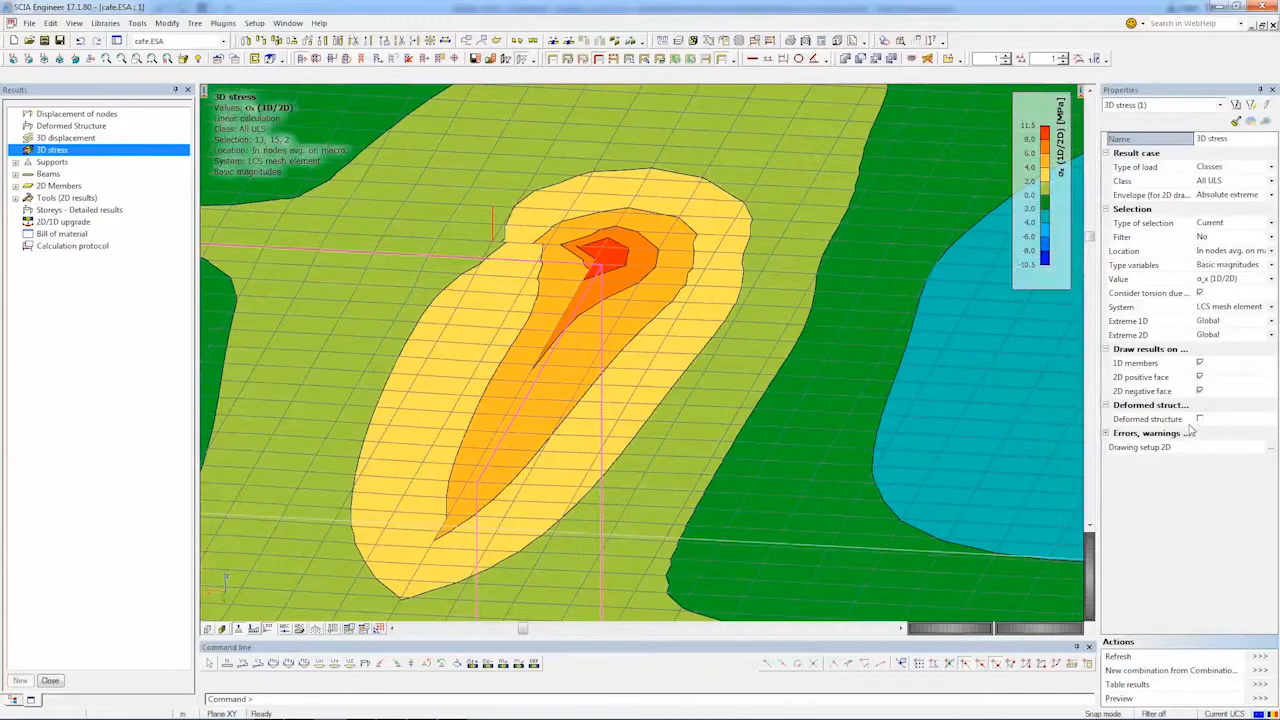 SCIA Engineer 17.1.80 - [cafe.ESA : 1]
File Edit View Libraries Tools Modify Tree Plugins Setup Window Help
Search in WebHelp
cafe.ESA
1 1
Results
Displacement of nodes
Deformed Structure
3D displacement
3D stress
Supports
Beams
2D Members
Tools (2D results)
Storeys - Detailed results
2D/1D upgrade
Bill of material
Calculation protocol
New Close
3D stress
Values: σx (1D/2D)
Linear calculation
Class: All ULS
Selection: 13, 15, 2
Location: In nodes avg. on macro.
System: LCS mesh element
Basic magnitudes
σx (1D/2D) [MPa]
11.5
8.0
6.0
4.0
2.0
0.0
-2.0
-4.0
-6.0
-8.0
-10.5
Properties
3D stress (1)
Name 3D stress
Result case
Type of load Classes
Class All ULS
Envelope (for 2D dra... Absolute extreme
Selection
Type of selection Current
Filter No
Location In nodes avg. on m...
Type variables Basic magnitudes
Value σ_x (1D/2D)
Consider torsion due ...
System LCS mesh element
Extreme 1D Global
Extreme 2D Global
Draw results on ...
1D members
2D positive face
2D negative face
Deformed struct...
Deformed structure
Errors, warnings ...
Drawing setup 2D ...
Actions
Refresh >>>
New combination from Combinatio... >>>
Table results >>>
Preview >>>
Command line
Command >
m Plane XY Ready Snap mode Filter off Current UCS